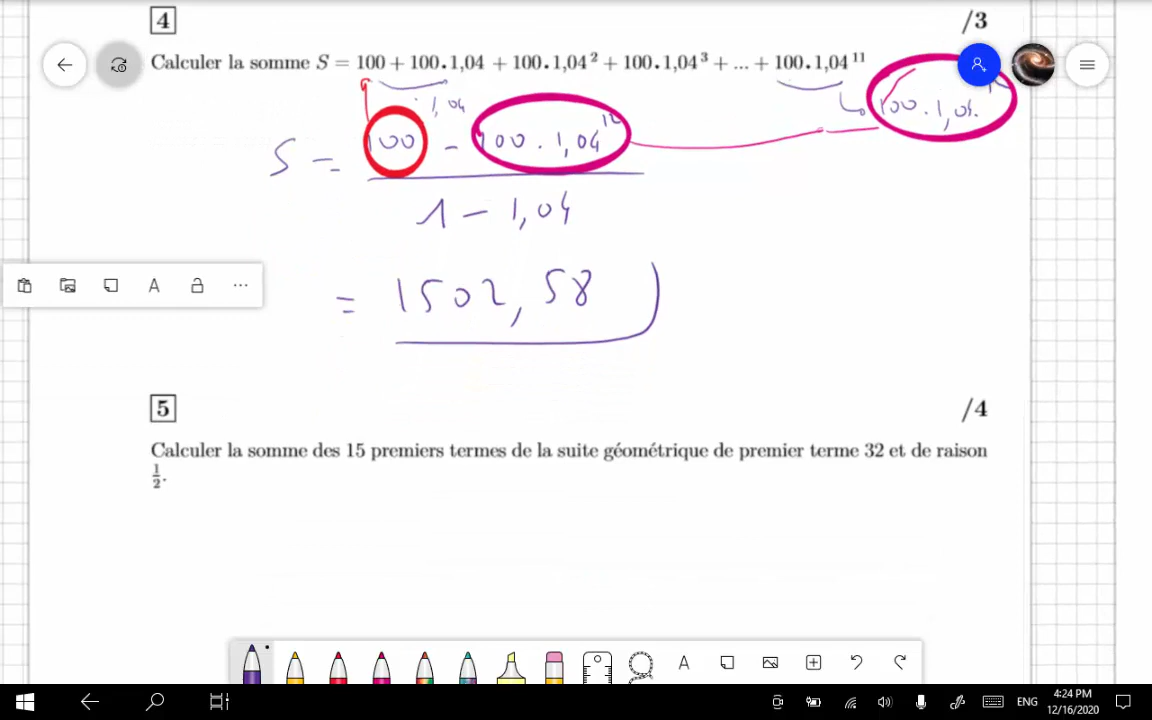 4
/3
Calculer la somme S = 100 + 100.1,04 + 100.1,04² + 100.1,04³ + ... + 100.1,04¹¹
· 1,04
100 . 1,04.
S = 100 - 100 . 1,04¹²
1 - 1,04
= 1502,58
5
/4
Calculer la somme des 15 premiers termes de la suite géométrique de premier terme 32 et de raison
1/2.
A
...
A
ENG
4:24 PM
12/16/2020